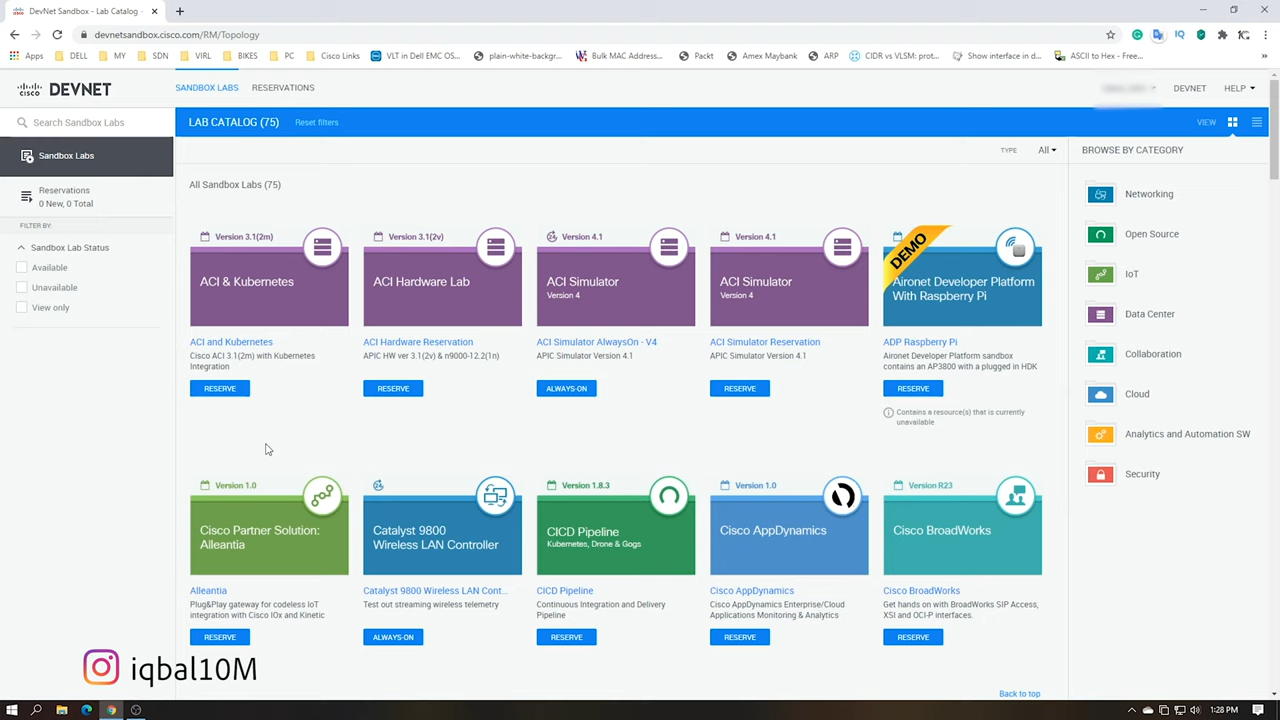 DevNet Sandbox - Lab Catalog -
devnetsandbox.cisco.com/RM/Topology
Apps
DELL
MY
SDN
VIRL
BIKES
PC
Cisco Links
VLT in Dell EMC OS...
plain-white-backgr...
Bulk MAC Address...
Packt
Amex Maybank
ARP
CIDR vs VLSM: prot...
Show interface in d...
ASCII to Hex - Free...
»
CISCO DEVNET
SANDBOX LABS
RESERVATIONS
DEVNET
HELP
Search Sandbox Labs
LAB CATALOG (75)
Reset filters
VIEW
Sandbox Labs
TYPE
All
BROWSE BY CATEGORY
Reservations
0 New, 0 Total
FILTER BY:
Sandbox Lab Status
Available
Unavailable
View only
All Sandbox Labs (75)
Version 3.1(2m)
ACI & Kubernetes
ACI and Kubernetes
Cisco ACI 3.1(2m) with Kubernetes
Integration
RESERVE
Version 3.1(2v)
ACI Hardware Lab
ACI Hardware Reservation
APIC HW ver 3.1(2v) & n9000-12.2(1n)
RESERVE
Version 4.1
ACI Simulator
Version 4
ACI Simulator AlwaysOn - V4
APIC Simulator Version 4.1
ALWAYS-ON
Version 4.1
ACI Simulator
Version 4
ACI Simulator Reservation
APIC Simulator Version 4.1
RESERVE
DEMO
Aironet Developer Platform
With Raspberry Pi
ADP Raspberry Pi
Aironet Developer Platform sandbox
contains an AP3800 with a plugged in HDK
RESERVE
Contains a resource(s) that is currently
unavailable
Networking
Open Source
IoT
Data Center
Collaboration
Cloud
Analytics and Automation SW
Security
Version 1.0
Cisco Partner Solution:
Alleantia
Alleantia
Plug&Play gateway for codeless IoT
integration with Cisco IOx and Kinetic
RESERVE
Catalyst 9800
Wireless LAN Controller
Catalyst 9800 Wireless LAN Cont...
Test out streaming wireless telemetry
ALWAYS-ON
Version 1.8.3
CICD Pipeline
Kubernetes, Drone & Gogs
CICD Pipeline
Continuous Integration and Delivery
Pipeline
RESERVE
Version 1.0
Cisco AppDynamics
Cisco AppDynamics
Cisco AppDynamics Enterprise/Cloud
Applications Monitoring & Analytics
RESERVE
Version R23
Cisco BroadWorks
Cisco BroadWorks
Get hands on with BroadWorks SIP Access,
XSI and OCI-P interfaces.
RESERVE
iqbal10M
Back to top
1:28 PM